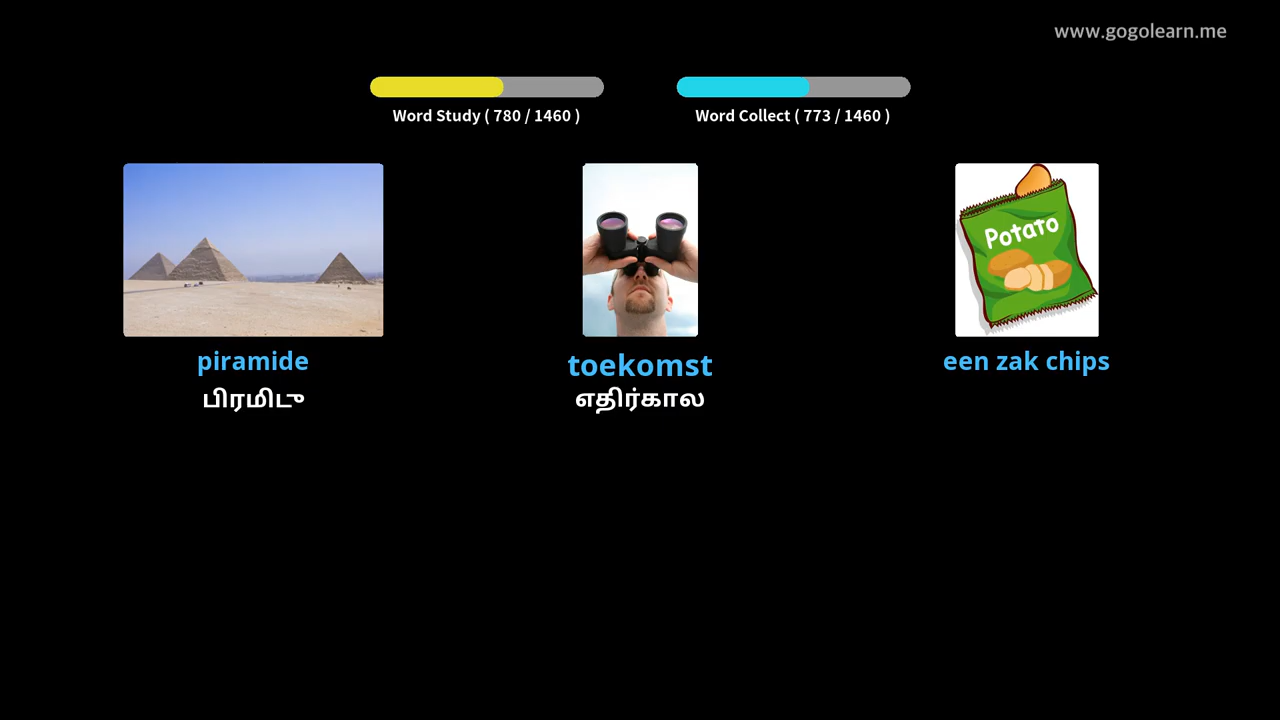 www.gogolearn.me
Word Study ( 780 / 1460 )
Word Collect ( 773 / 1460 )
Potato
piramide
toekomst
een zak chips
பிரமிடு
எதிர்கால